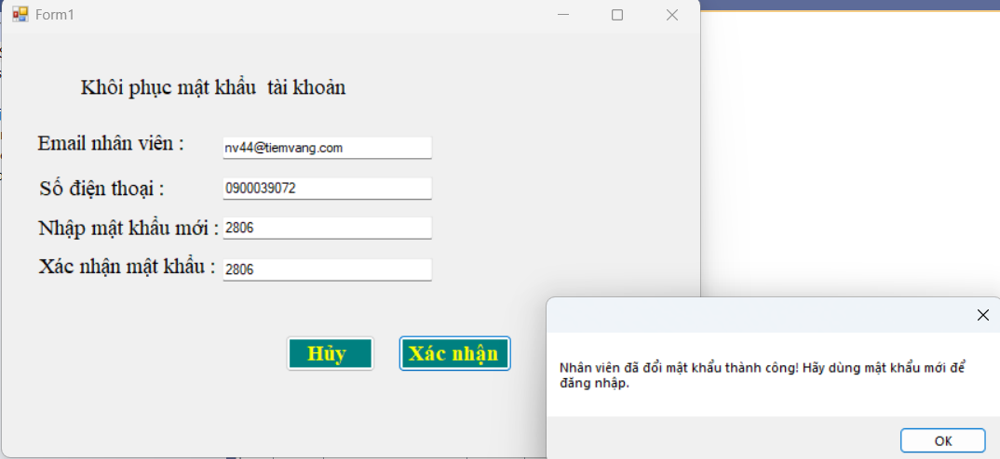 Form1
Khôi phục mật khẩu tài khoản
Email nhân viên :
nv44@tiemvang.com
Số điện thoại :
0900039072
Nhập mật khẩu mới :
2806
Xác nhận mật khẩu :
2806
Hủy
Xác nhận
Nhân viên đã đổi mật khẩu thành công! Hãy dùng mật khẩu mới để
đăng nhập.
OK